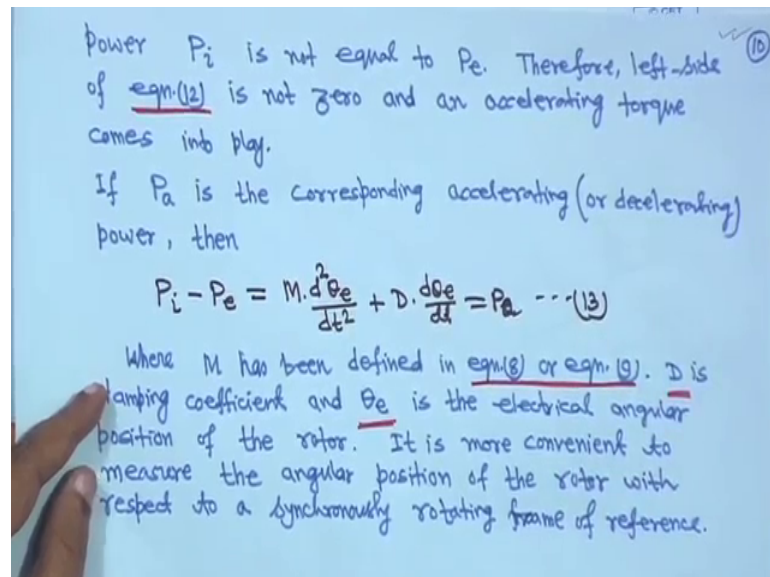 10
Power Pi is not equal to Pe. Therefore, left-side
of eqn.(12) is not zero and an accelerating torque
comes into play.
If Pa is the corresponding accelerating (or decelerating)
power, then
Pi - Pe = M. d²θe/dt² + D. dθe/dt = Pa ---(13)
Where M has been defined in eqn.(8) or eqn.(9). D is
damping coefficient and θe is the electrical angular
position of the rotor. It is more convenient to
measure the angular position of the rotor with
respect to a synchronously rotating frame of reference.